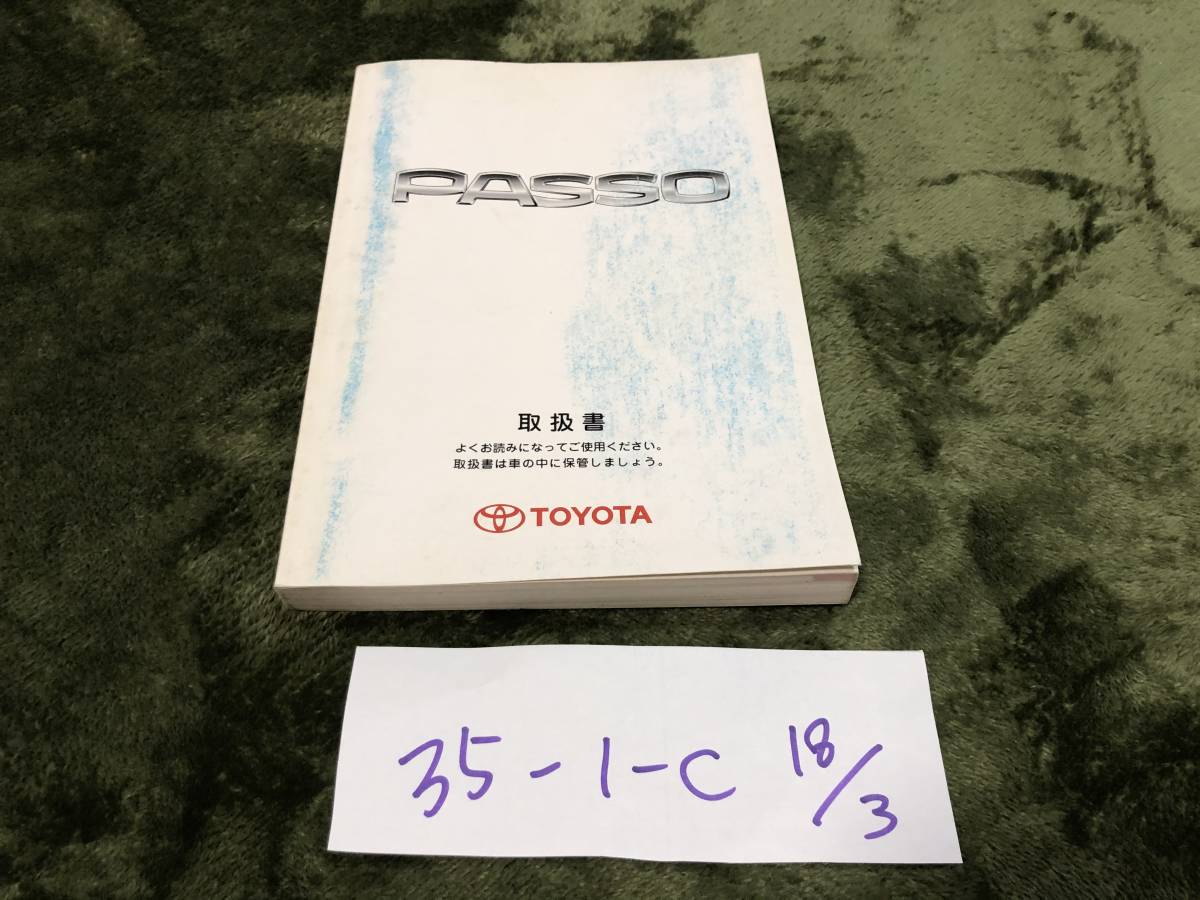 PASSO
取扱書
よくお読みになってご使用ください。
取扱書は車の中に保管しましょう。
TOYOTA
35-1-C 18/3